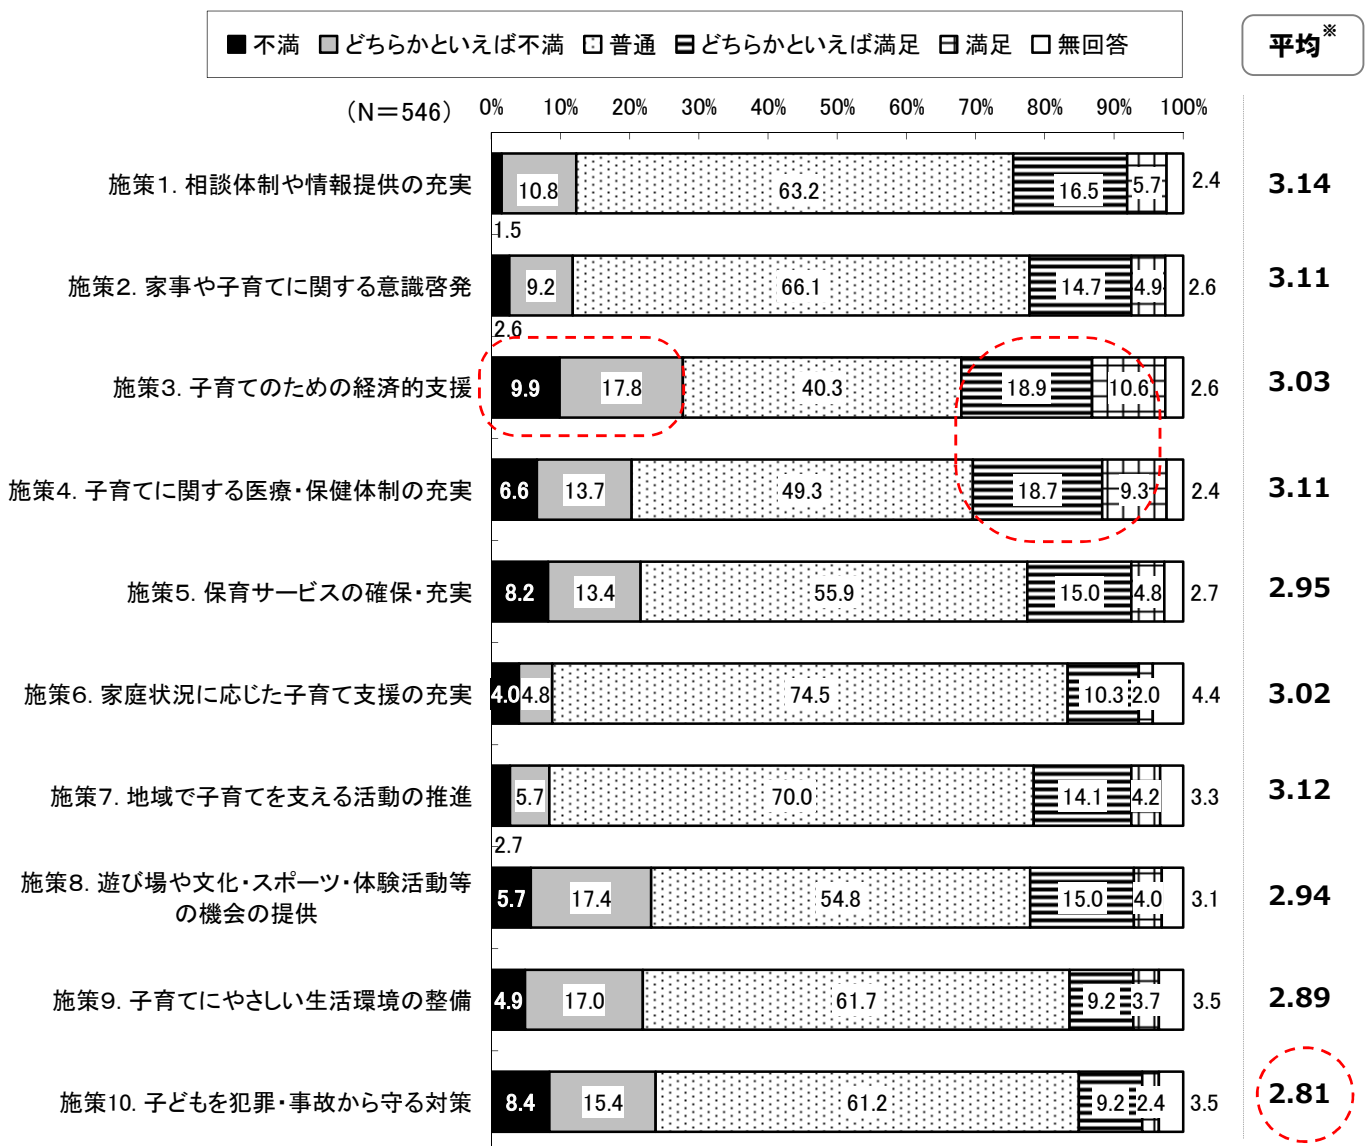 ■不満 ■どちらかといえば不満 □普通 どちらかといえば満足 満足 □無回答
平均※
(N=546) 0% 10% 20% 30% 40% 50% 60% 70% 80% 90% 100%
施策1.相談体制や情報提供の充実 10.8 63.2 16.5 5.7 2.4 3.14
1.5
施策2.家事や子育てに関する意識啓発 9.2 66.1 14.7 4.9 2.6 3.11
2.6
施策3.子育てのための経済的支援 9.9 17.8 40.3 18.9 10.6 2.6 3.03
施策4.子育てに関する医療・保健体制の充実 6.6 13.7 49.3 18.7 9.3 2.4 3.11
施策5.保育サービスの確保・充実 8.2 13.4 55.9 15.0 4.8 2.7 2.95
施策6.家庭状況に応じた子育て支援の充実 4.0 4.8 74.5 10.3 2.0 4.4 3.02
施策7.地域で子育てを支える活動の推進 5.7 70.0 14.1 4.2 3.3 3.12
2.7
施策8.遊び場や文化・スポーツ・体験活動等
の機会の提供 5.7 17.4 54.8 15.0 4.0 3.1 2.94
施策9.子育てにやさしい生活環境の整備 4.9 17.0 61.7 9.2 3.7 3.5 2.89
施策10.子どもを犯罪・事故から守る対策 8.4 15.4 61.2 9.2 2.4 3.5 2.81